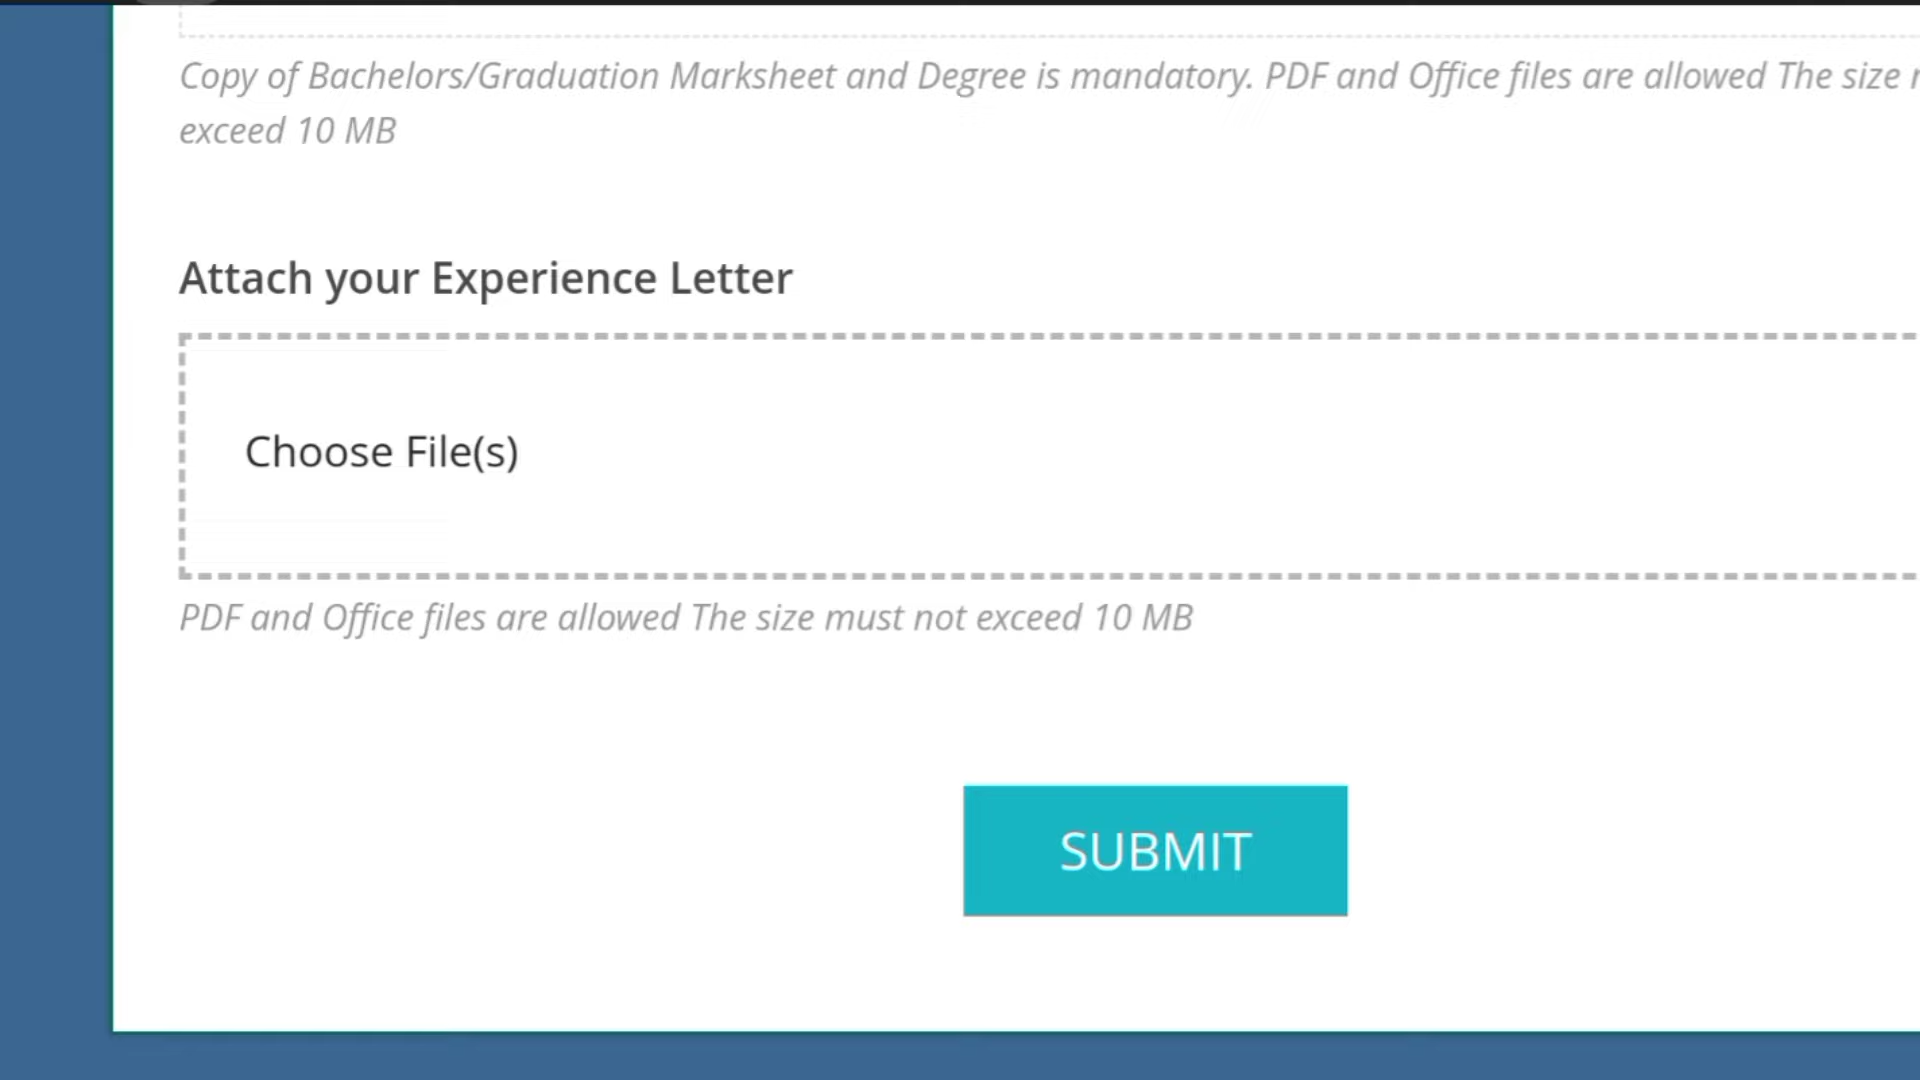 Copy of Bachelors/Graduation Marksheet and Degree is mandatory. PDF and Office files are allowed The size
exceed 10 MB
Attach your Experience Letter
Choose File(s)
PDF and Office files are allowed The size must not exceed 10 MB
SUBMIT